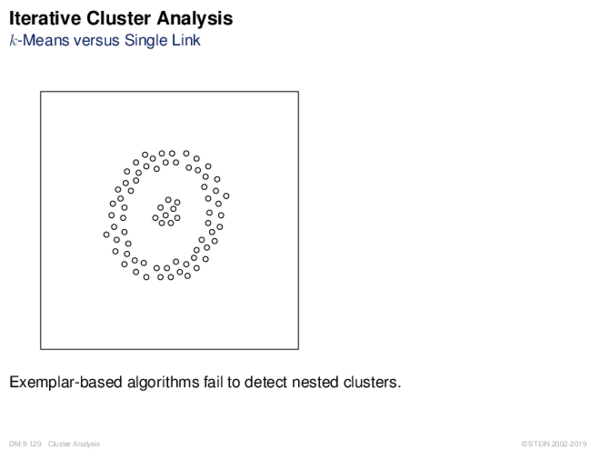 Iterative Cluster Analysis
k-Means versus Single Link
Exemplar-based algorithms fail to detect nested clusters.
DM:II-129 Cluster Analysis
© STEIN 2002-2019